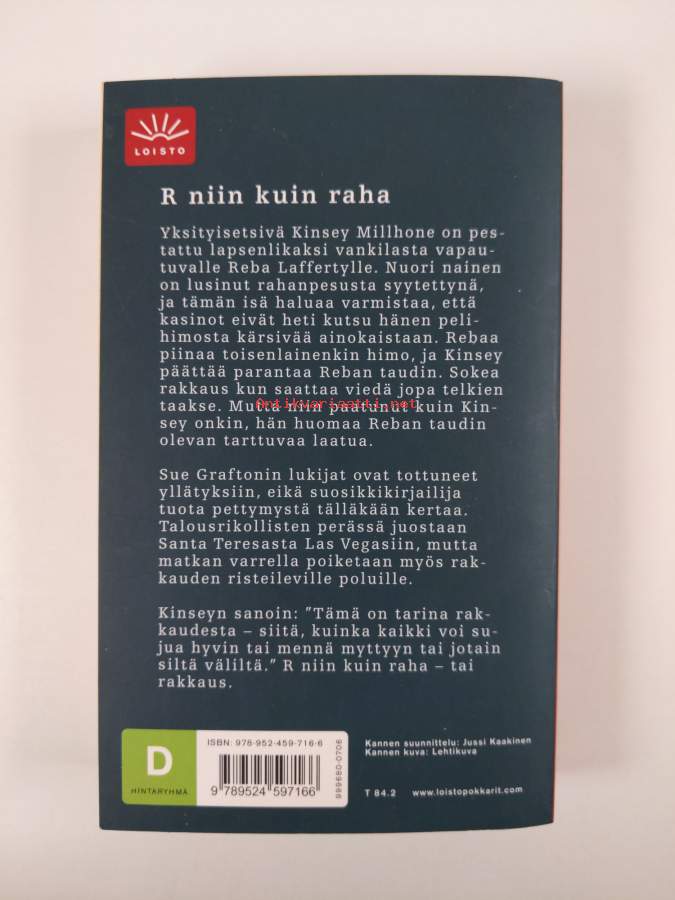 LOISTO
R niin kuin raha
Yksityisetsivä Kinsey Millhone on pes-
tattu lapsenlikaksi vankilasta vapau-
tuvalle Reba Laffertylle. Nuori nainen
on lusinut rahanpesusta syytettynä,
ja tämän isä haluaa varmistaa, että
kasinot eivät heti kutsu hänen peli-
himosta kärsivää ainokaistaan. Rebaa
piinaa toisenlainenkin himo, ja Kinsey
päättää parantaa Reban taudin. Sokea
rakkaus kun saattaa viedä jopa telkien
taakse. Mutta niin paatunut kuin Kin-
Antikvariaatti.net
sey onkin, hän huomaa Reban taudin
olevan tarttuvaa laatua.
Sue Graftonin lukijat ovat tottuneet
yllätyksiin, eikä suosikkikirjailija
tuota pettymystä tälläkään kertaa.
Talousrikollisten perässä juostaan
Santa Teresasta Las Vegasiin, mutta
matkan varrella poiketaan myös rak-
kauden risteileville poluille.
Kinseyn sanoin: ”Tämä on tarina rak-
kaudesta – siitä, kuinka kaikki voi su-
jua hyvin tai mennä myttyyn tai jotain
siltä väliltä.” R niin kuin raha – tai
rakkaus.
D
HINTARYHMÄ
ISBN: 978-952-459-716-6
9 789524 597166
999680-0706
Kannen suunnittelu: Jussi Kaakinen
Kannen kuva: Lehtikuva
T 84.2 www.loistopokkarit.com